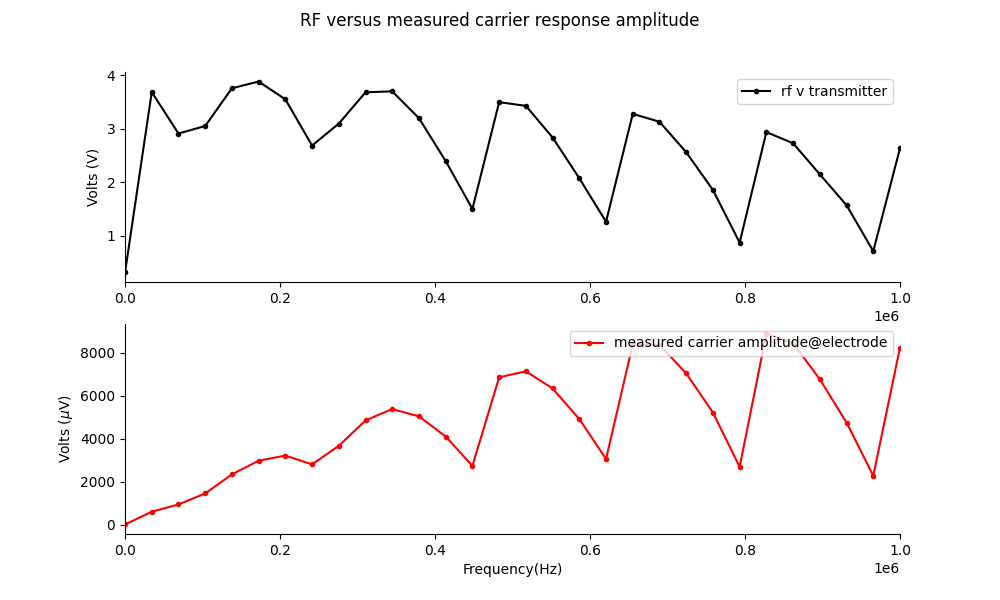 RF versus measured carrier response amplitude
4
3
2
1
Volts (V)
rf v transmitter
0.0 0.2 0.4 0.6 0.8 1.0
1e6
8000
6000
4000
2000
0
Volts (μV)
measured carrier amplitude@electrode
0.0 0.2 0.4 0.6 0.8 1.0
Frequency(Hz)
1e6